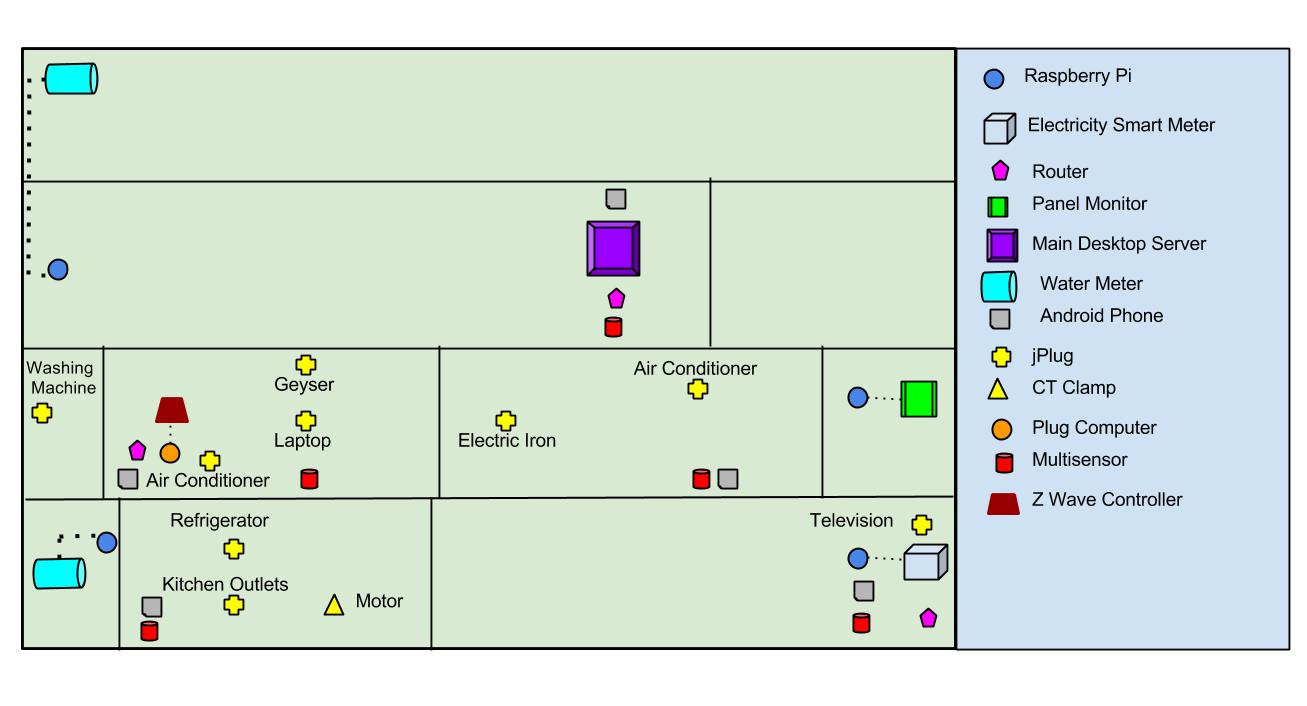 Washing
Machine
Geyser
Laptop
Air Conditioner
Air Conditioner
Electric Iron
Refrigerator
Kitchen Outlets
Motor
Television
Raspberry Pi
Electricity Smart Meter
Router
Panel Monitor
Main Desktop Server
Water Meter
Android Phone
jPlug
CT Clamp
Plug Computer
Multisensor
Z Wave Controller